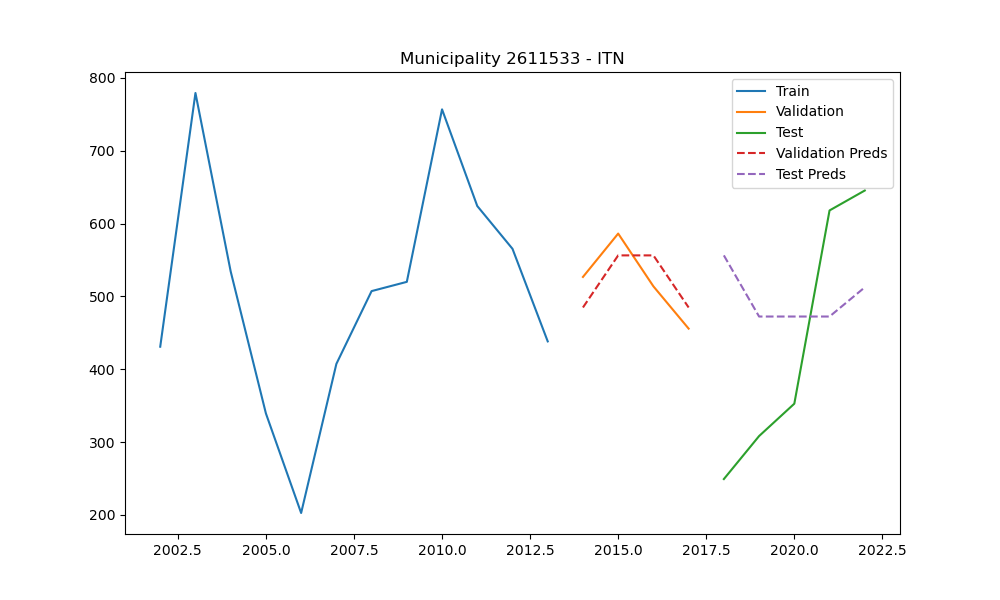 Municipality 2611533 - ITN
Train
Validation
Test
Validation Preds
Test Preds
800
700
600
500
400
300
200
2002.5 2005.0 2007.5 2010.0 2012.5 2015.0 2017.5 2020.0 2022.5